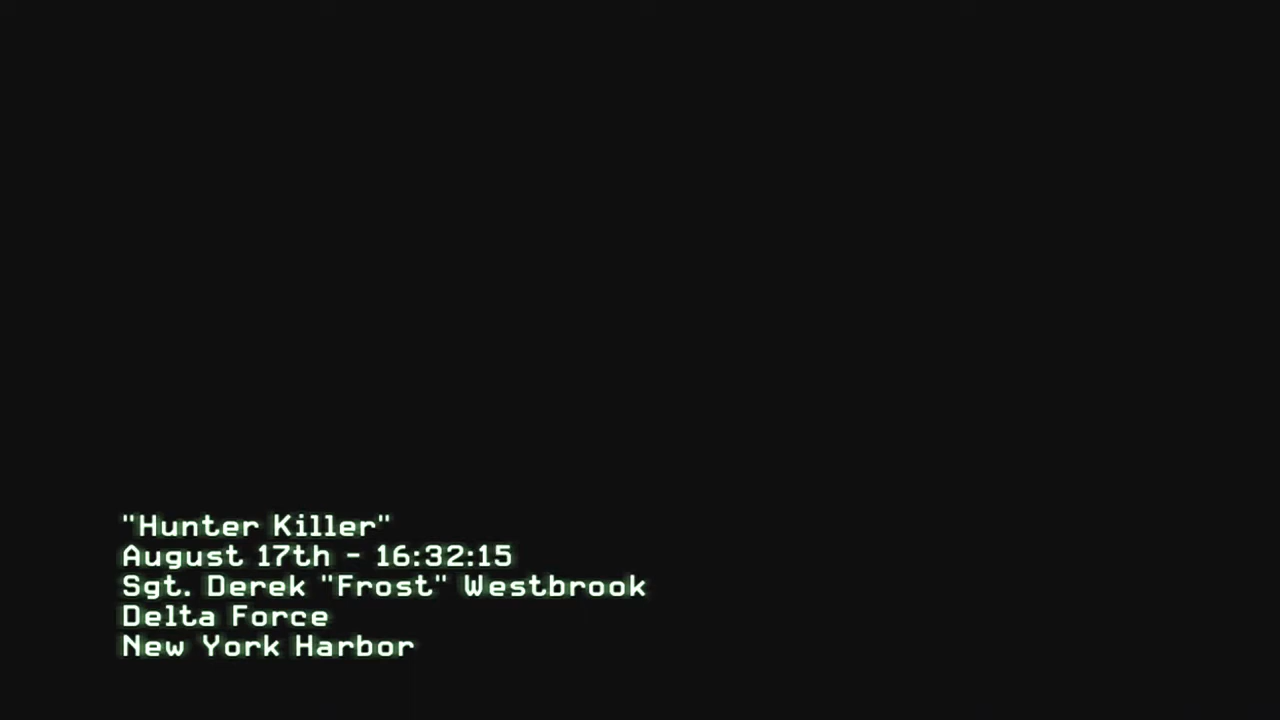 "Hunter Killer"
August 17th - 16:32:15
Sgt. Derek "Frost" Westbrook
Delta Force
New York Harbor